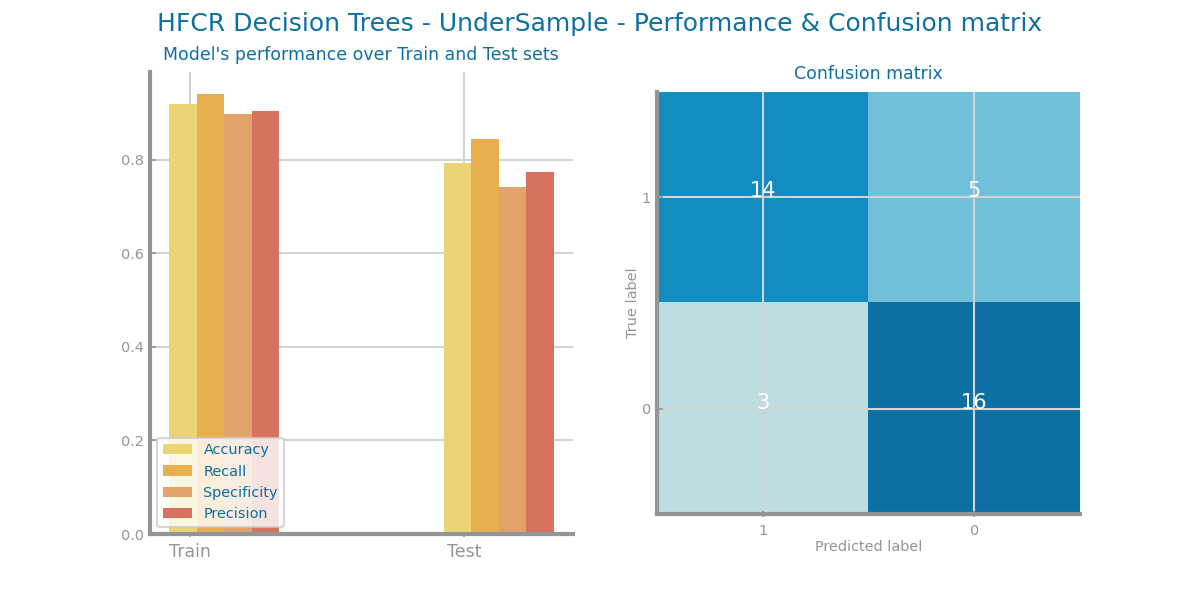 HFCR Decision Trees - UnderSample - Performance & Confusion matrix
Model's performance over Train and Test sets
0.8
0.6
0.4
0.2
0.0
Accuracy
Recall
Specificity
Precision
Train
Test
Confusion matrix
True label
1
0
14
5
3
16
1
0
Predicted label